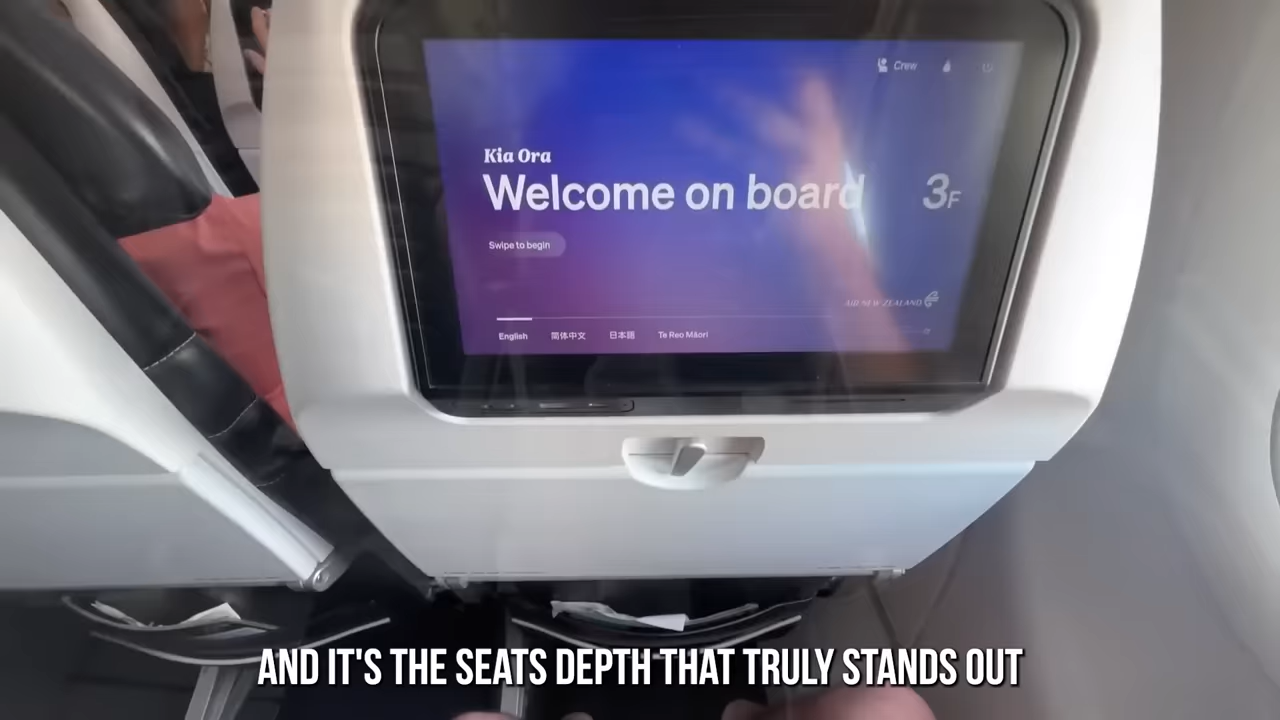 Crew
Kia Ora
Welcome on board
3F
Swipe to begin
AIR NEW ZEALAND
English 简体中文 日本語 Te Reo Māori
AND IT'S THE SEATS DEPTH THAT TRULY STANDS OUT